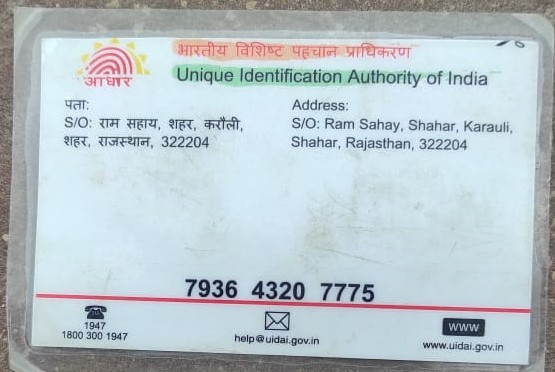 भारतीय विशिष्ट पहचान प्राधिकरण
Unique Identification Authority of India
आधार
पता:
S/O: राम सहाय, शहर, करौली,
शहर, राजस्थान, 322204
Address:
S/O: Ram Sahay, Shahar, Karauli,
Shahar, Rajasthan, 322204
7936 4320 7775
1947
1800 300 1947
help@uidai.gov.in
www
www.uidai.gov.in